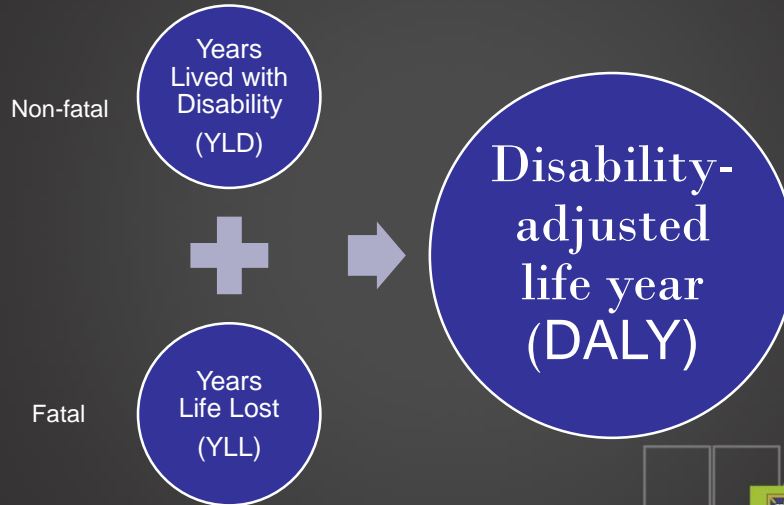 Non-fatal
Years
Lived with
Disability
(YLD)
Fatal
Years
Life Lost
(YLL)
Disability-
adjusted
life year
(DALY)